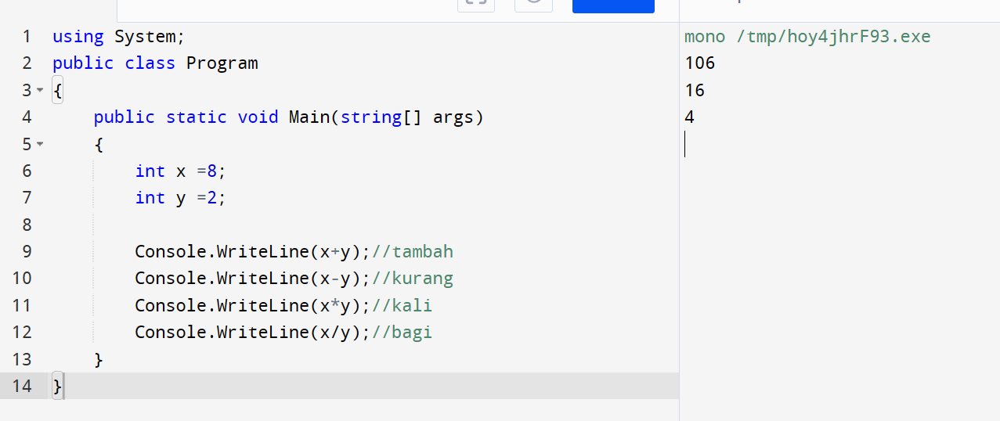 1 using System;
2 public class Program
3 {
4 public static void Main(string[] args)
5 {
6 int x =8;
7 int y =2;
8
9 Console.WriteLine(x+y);//tambah
10 Console.WriteLine(x-y);//kurang
11 Console.WriteLine(x*y);//kali
12 Console.WriteLine(x/y);//bagi
13 }
14 }
mono /tmp/hoy4jhrF93.exe
106
16
4